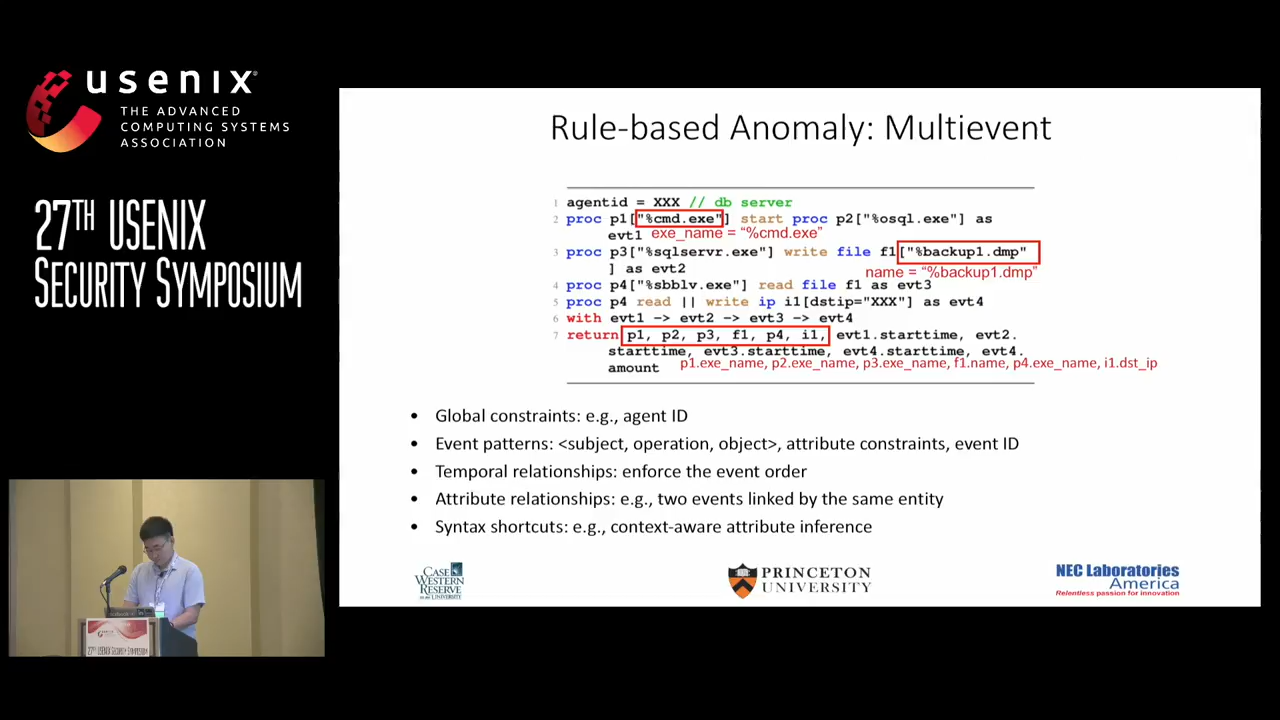 usenix
THE ADVANCED
COMPUTING SYSTEMS
ASSOCIATION
27TH USENIX
SECURITY SYMPOSIUM
Rule-based Anomaly: Multievent
1 agentid = XXX // db server
2 proc p1["%cmd.exe"] start proc p2["%osql.exe"] as
evt1 exe_name = “%cmd.exe”
3 proc p3["%sqlservr.exe"] write file f1["%backup1.dmp"
] as evt2 name = “%backup1.dmp”
4 proc p4["%sbblv.exe"] read file f1 as evt3
5 proc p4 read || write ip i1[dstip="XXX"] as evt4
6 with evt1 -> evt2 -> evt3 -> evt4
7 return p1, p2, p3, f1, p4, i1, evt1.starttime, evt2.
starttime, evt3.starttime, evt4.starttime, evt4.
amount p1.exe_name, p2.exe_name, p3.exe_name, f1.name, p4.exe_name, i1.dst_ip
• Global constraints: e.g., agent ID
• Event patterns: <subject, operation, object>, attribute constraints, event ID
• Temporal relationships: enforce the event order
• Attribute relationships: e.g., two events linked by the same entity
• Syntax shortcuts: e.g., context-aware attribute inference
CASE
WESTERN
RESERVE
UNIVERSITY
PRINCETON
UNIVERSITY
NEC Laboratories
America
Relentless passion for innovation
27TH USENIX SECURITY SYMPOSIUM